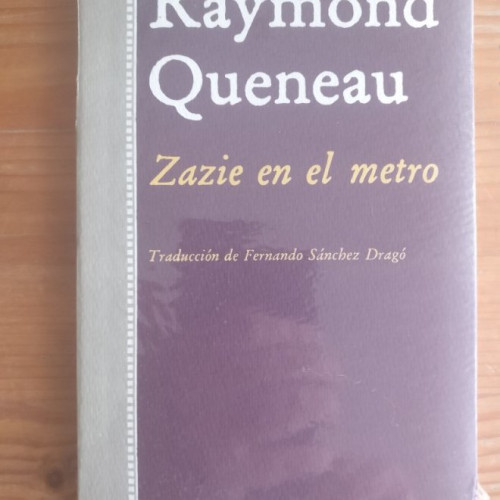 Raymond
Queneau
Zazie en el metro
Traducción de Fernando Sánchez Dragó